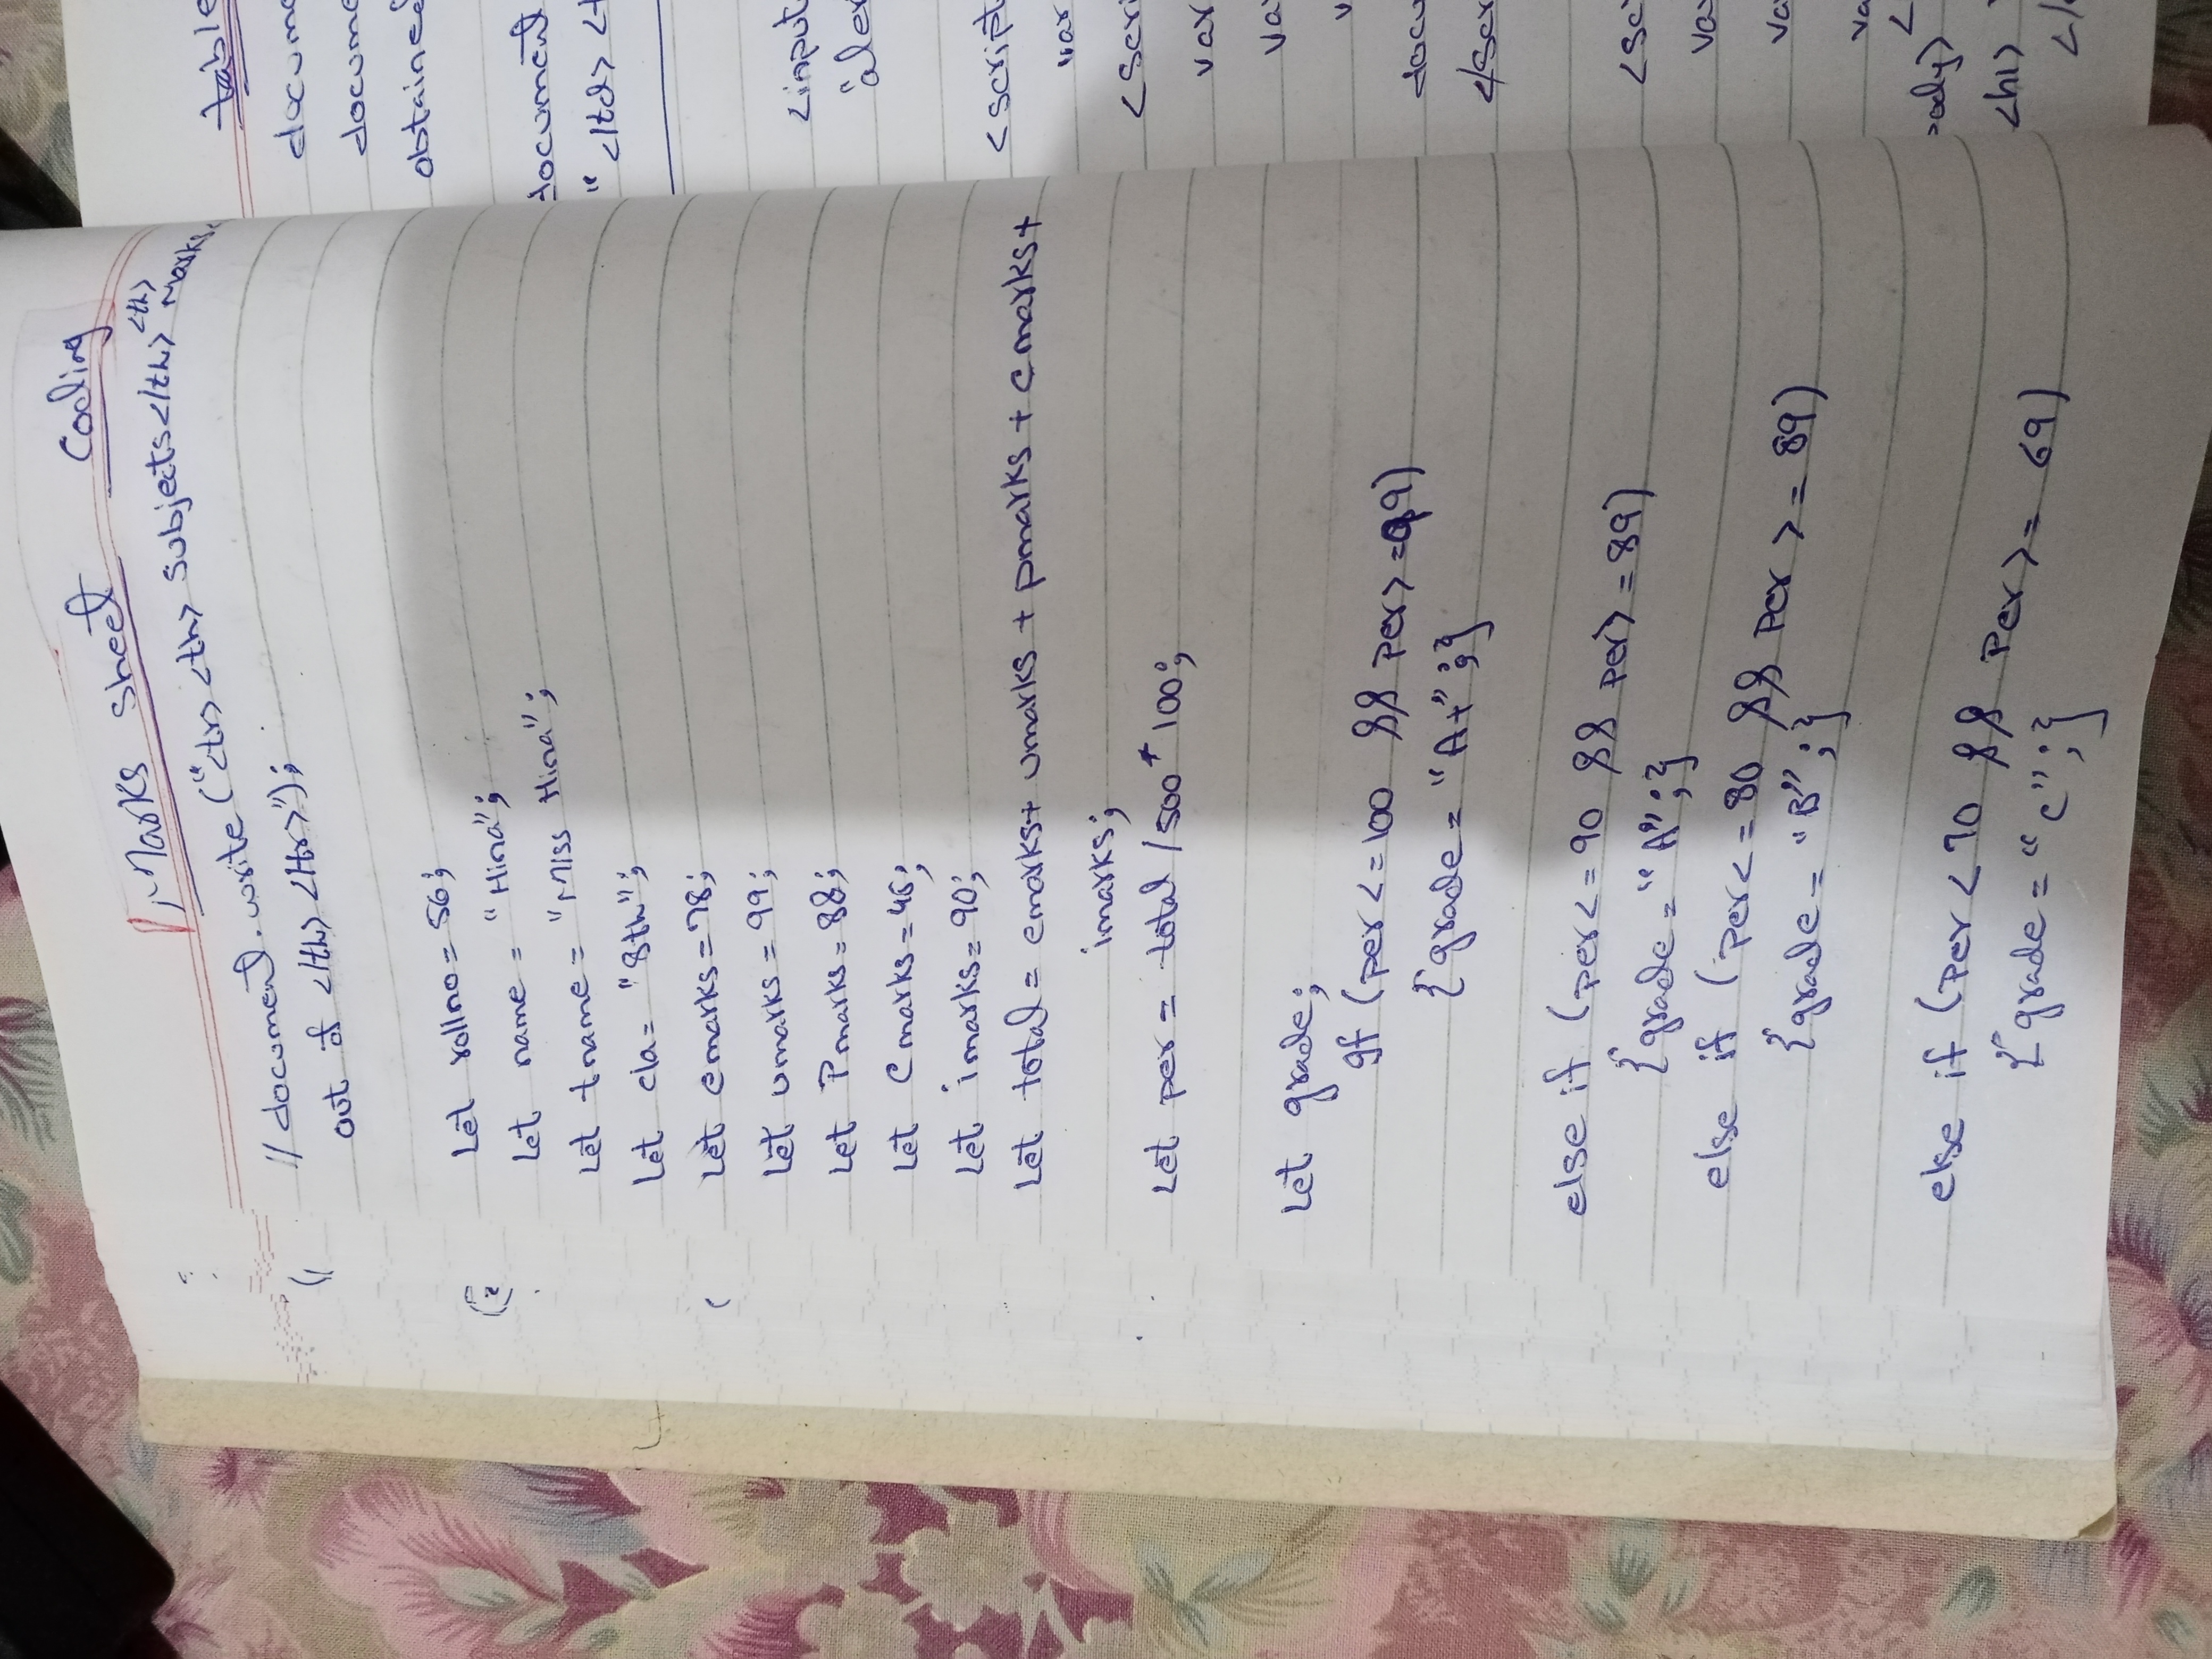 Marks sheet Coding
// document.write ("<tr> <th> subjects </th> <th> Marks
out of </th> </tr>");
Let rollno = 56;
Let name = "Hina";
Let tname = "Miss Hina";
Let cla = "8th";
Let emarks = 78;
Let umarks = 99;
Let Pmarks = 88;
Let Cmarks = 46;
Let imarks = 90;
Let total = emarks + umarks + pmarks + cmarks +
imarks;
Let per = total / 500 * 100;
Let grade;
if (per <= 100 && per >= 99)
{grade = "A+";}
else if (per <= 90 && per >= 89)
{grade = "A";}
else if (per <= 80 && per >= 89)
{grade = "B";}
else if (per < 70 && per >= 69)
{grade = "C";}
table
docume
docume
obtained
document
" </td> <t
<input
"aler
<script
var
<scri
var
va
v
docu
</scr
<sc
va
va
va
body> <
<h1>
</